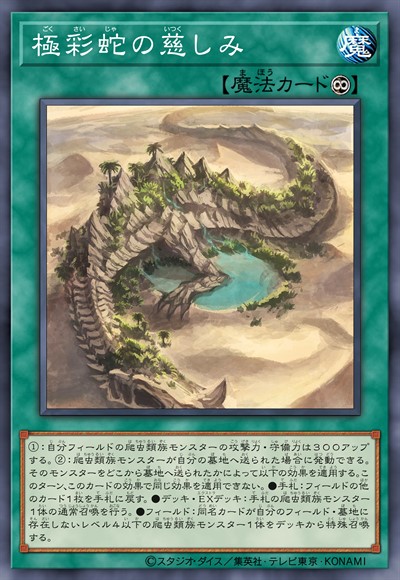 極彩蛇の慈しみ
ごく さい じゃ いつく
魔
【魔法カード】
ま ほう
①:自分フィールドの爬虫類族モンスターの攻撃力・守備力は300アップ
する。②:爬虫類族モンスターが自分の墓地へ送られた場合に発動できる。
そのモンスターをどこから墓地へ送られたかによって以下の効果を適用する。こ
のターン、このカードの効果で同じ効果を適用できない。●手札:フィールドの他
のカード1枚を手札に戻す。●デッキ・EXデッキ:手札の爬虫類族モンスター
1体の通常召喚を行う。●フィールド:同名カードが自分のフィールド・墓地に
存在しないレベル4以下の爬虫類族モンスター1体をデッキから特殊召喚
する。
©スタジオ・ダイス/集英社・テレビ東京・KONAMI